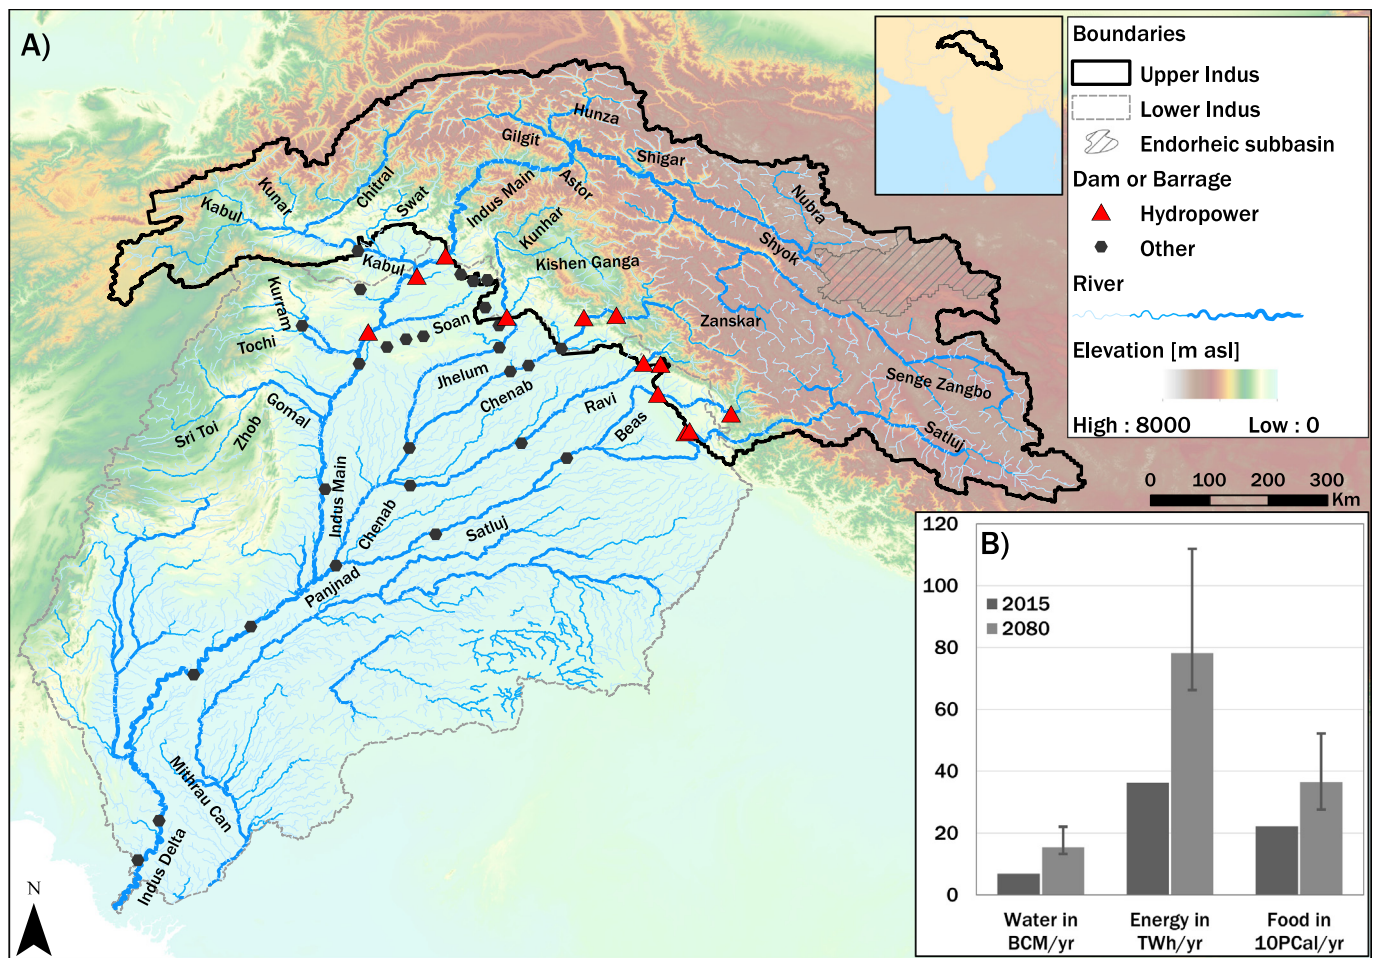 A)
Boundaries
Upper Indus
Lower Indus
Endorheic subbasin
Dam or Barrage
Hydropower
Other
River
Elevation [m asl]
High : 8000 Low : 0
0 100 200 300
Km
Hunza
Gilgit
Shigar
Chitral
Kunar
Kabul
Swat
Indus Main
Astor
Nubra
Kunhar
Shyok
Kabul
Kishen Ganga
Kurram
Soan
Zanskar
Tochi
Jhelum
Senge Zangbo
Chenab
Ravi
Gomal
Sri Toi
Zhob
Beas
Satluj
Indus Main
Chenab
Satluj
Panjnad
Mithrau Can
Indus Delta
N
B)
120
100
80
60
40
20
0
2015
2080
Water in
BCM/yr
Energy in
TWh/yr
Food in
10PCal/yr